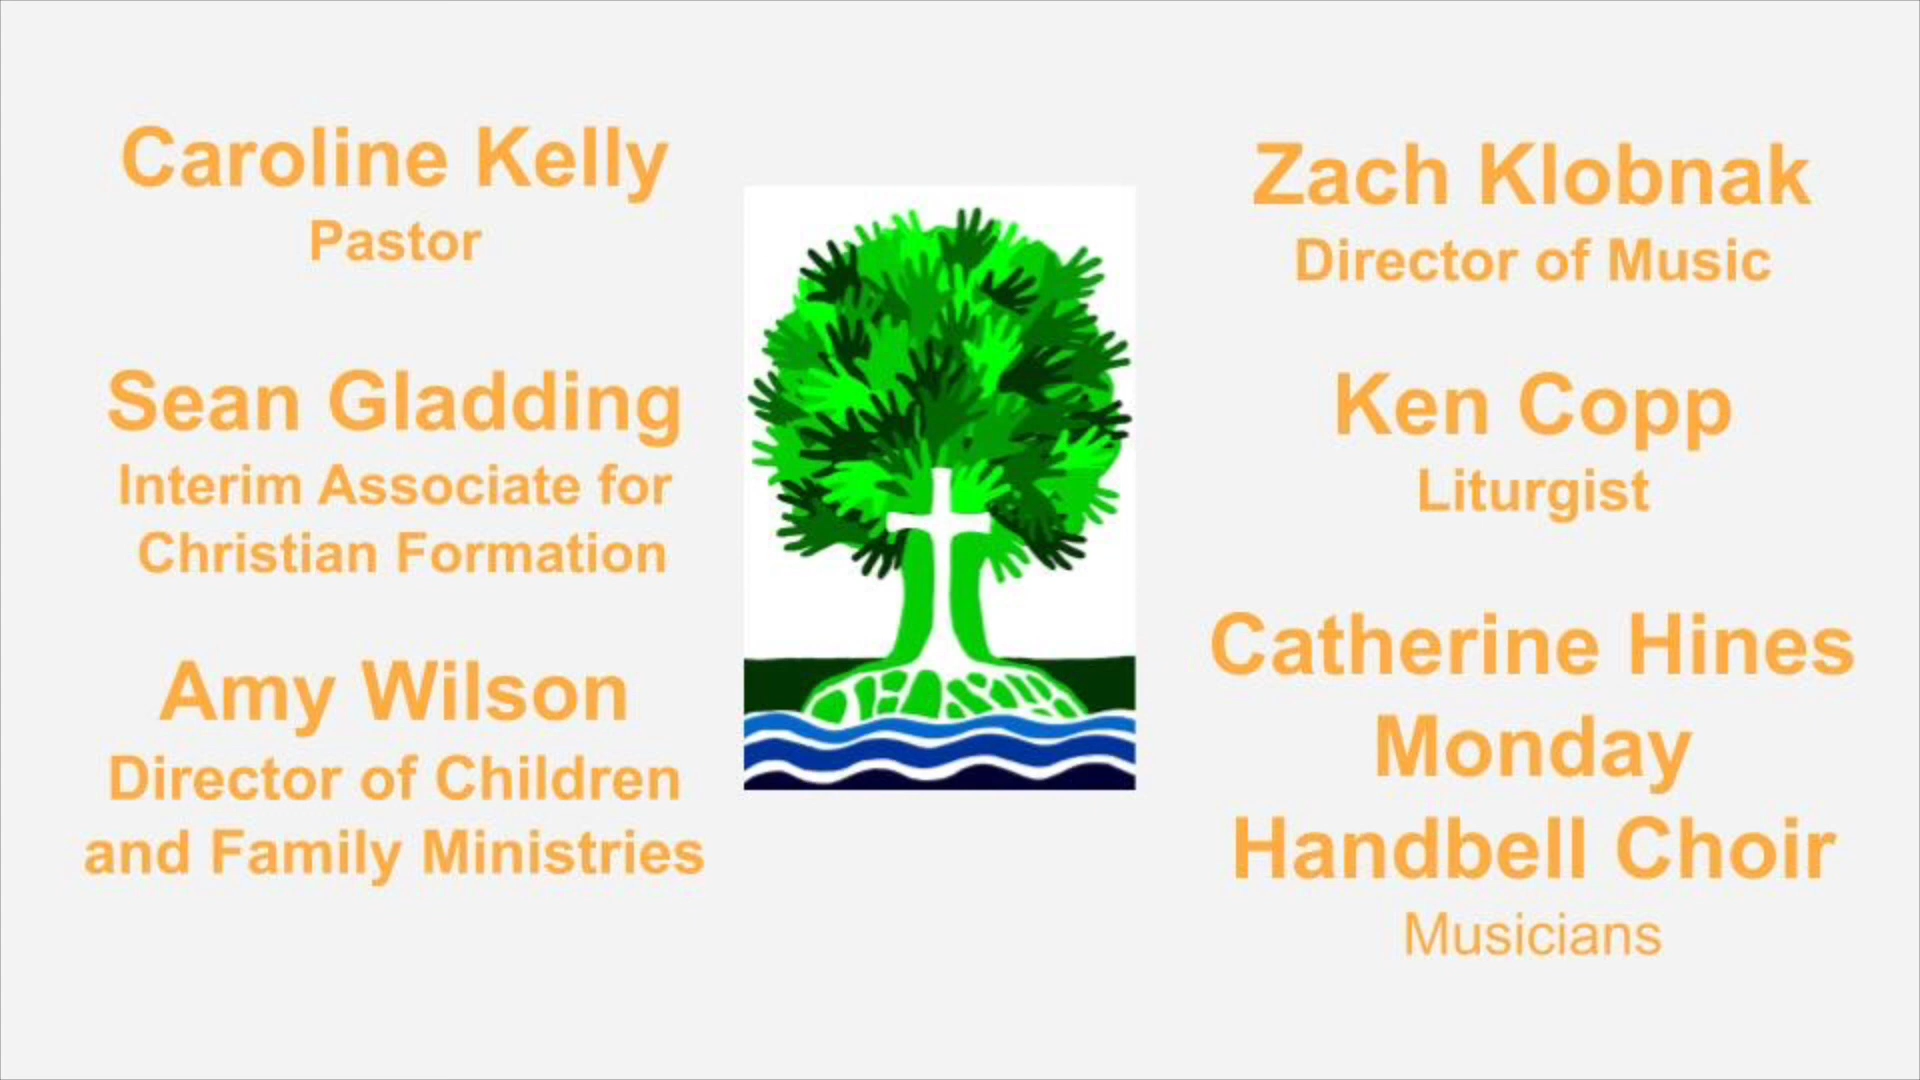 Caroline Kelly
Pastor
Sean Gladding
Interim Associate for
Christian Formation
Amy Wilson
Director of Children
and Family Ministries
Zach Klobnak
Director of Music
Ken Copp
Liturgist
Catherine Hines
Monday
Handbell Choir
Musicians